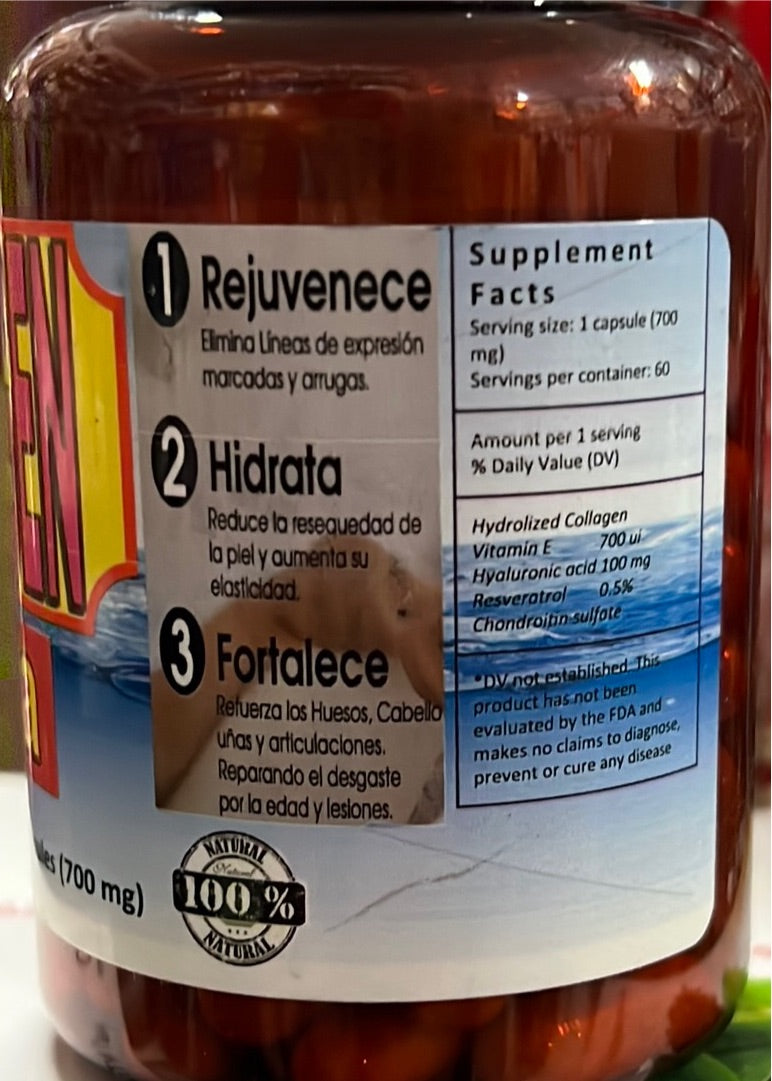 EN
1 Rejuvenece
Elimina Líneas de expresión
marcadas y arrugas.
2 Hidrata
Reduce la resequedad de
la piel y aumenta su
elasticidad.
3 Fortalece
Refuerza los Huesos, Cabello
uñas y articulaciones.
Reparando el desgaste
por la edad y lesiones.
(700 mg)
NATURAL
Natural
100 %
NATURAL
Supplement
Facts
Serving size: 1 capsule (700
mg)
Servings per container: 60
Amount per 1 serving
% Daily Value (DV)
Hydrolized Collagen
Vitamin E 700 ui
Hyaluronic acid 100 mg
Resveratrol 0.5%
Chondroitin sulfate
*DV not established This
product has not been
evaluated by the FDA and
makes no claims to diagnose,
prevent or cure any disease